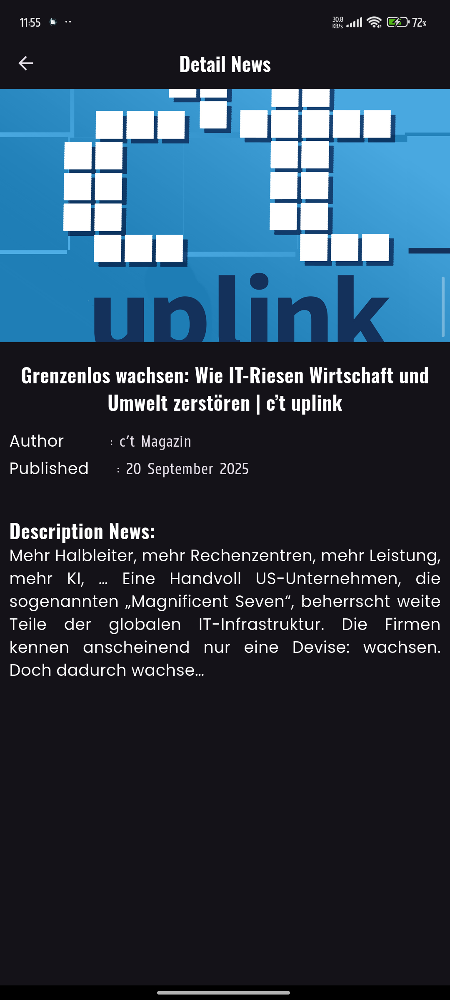 11:55
30.8
KB/s
72%
Detail News
c't
uplink
Grenzenlos wachsen: Wie IT-Riesen Wirtschaft und
Umwelt zerstören | c’t uplink
Author : c’t Magazin
Published : 20 September 2025
Description News:
Mehr Halbleiter, mehr Rechenzentren, mehr Leistung,
mehr KI, … Eine Handvoll US-Unternehmen, die
sogenannten „Magnificent Seven“, beherrscht weite
Teile der globalen IT-Infrastruktur. Die Firmen
kennen anscheinend nur eine Devise: wachsen.
Doch dadurch wachse…